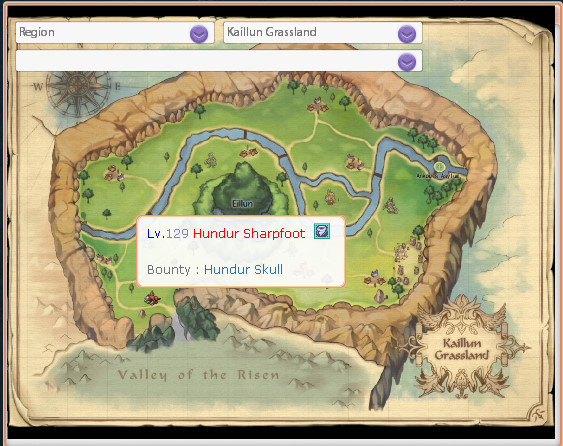 Region
Kaillun Grassland
N
W
E
Eillun
Lv.129 Hundur Sharpfoot
Bounty : Hundur Skull
Kaillun
Grassland
Valley of the Risen